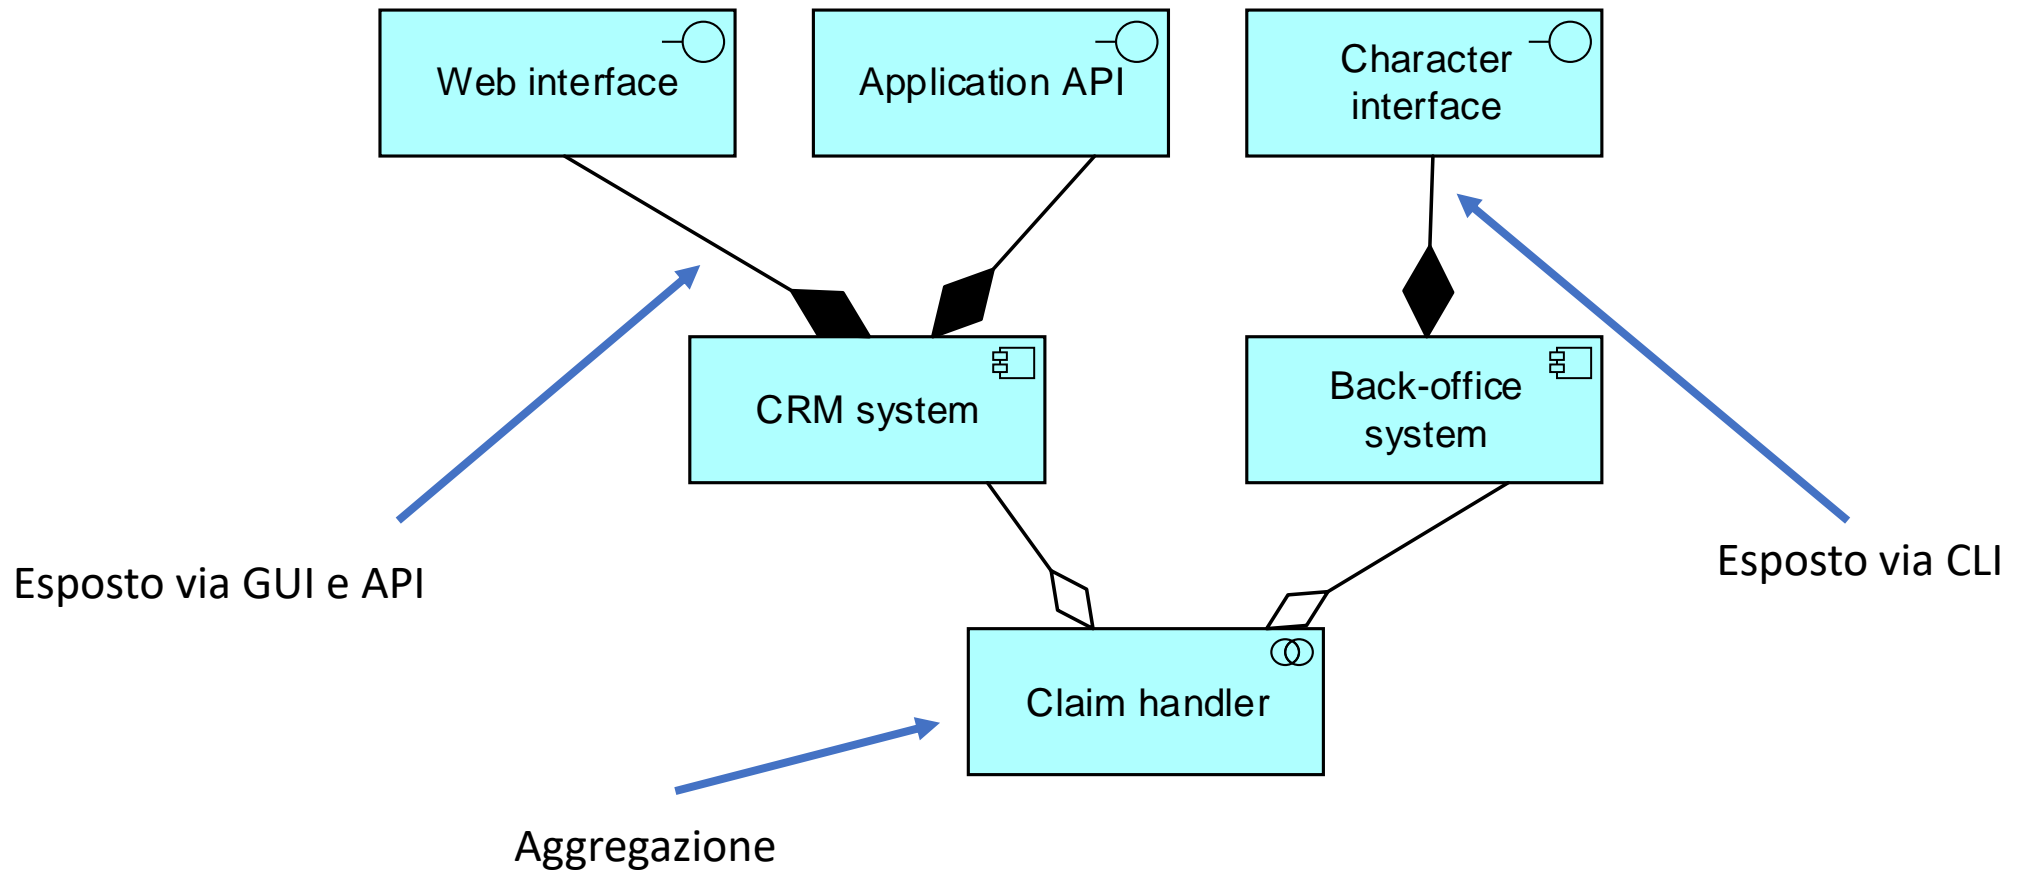 Web interface
Application API
Character
interface
CRM system
Back-office
system
Esposto via GUI e API
Esposto via CLI
Claim handler
Aggregazione